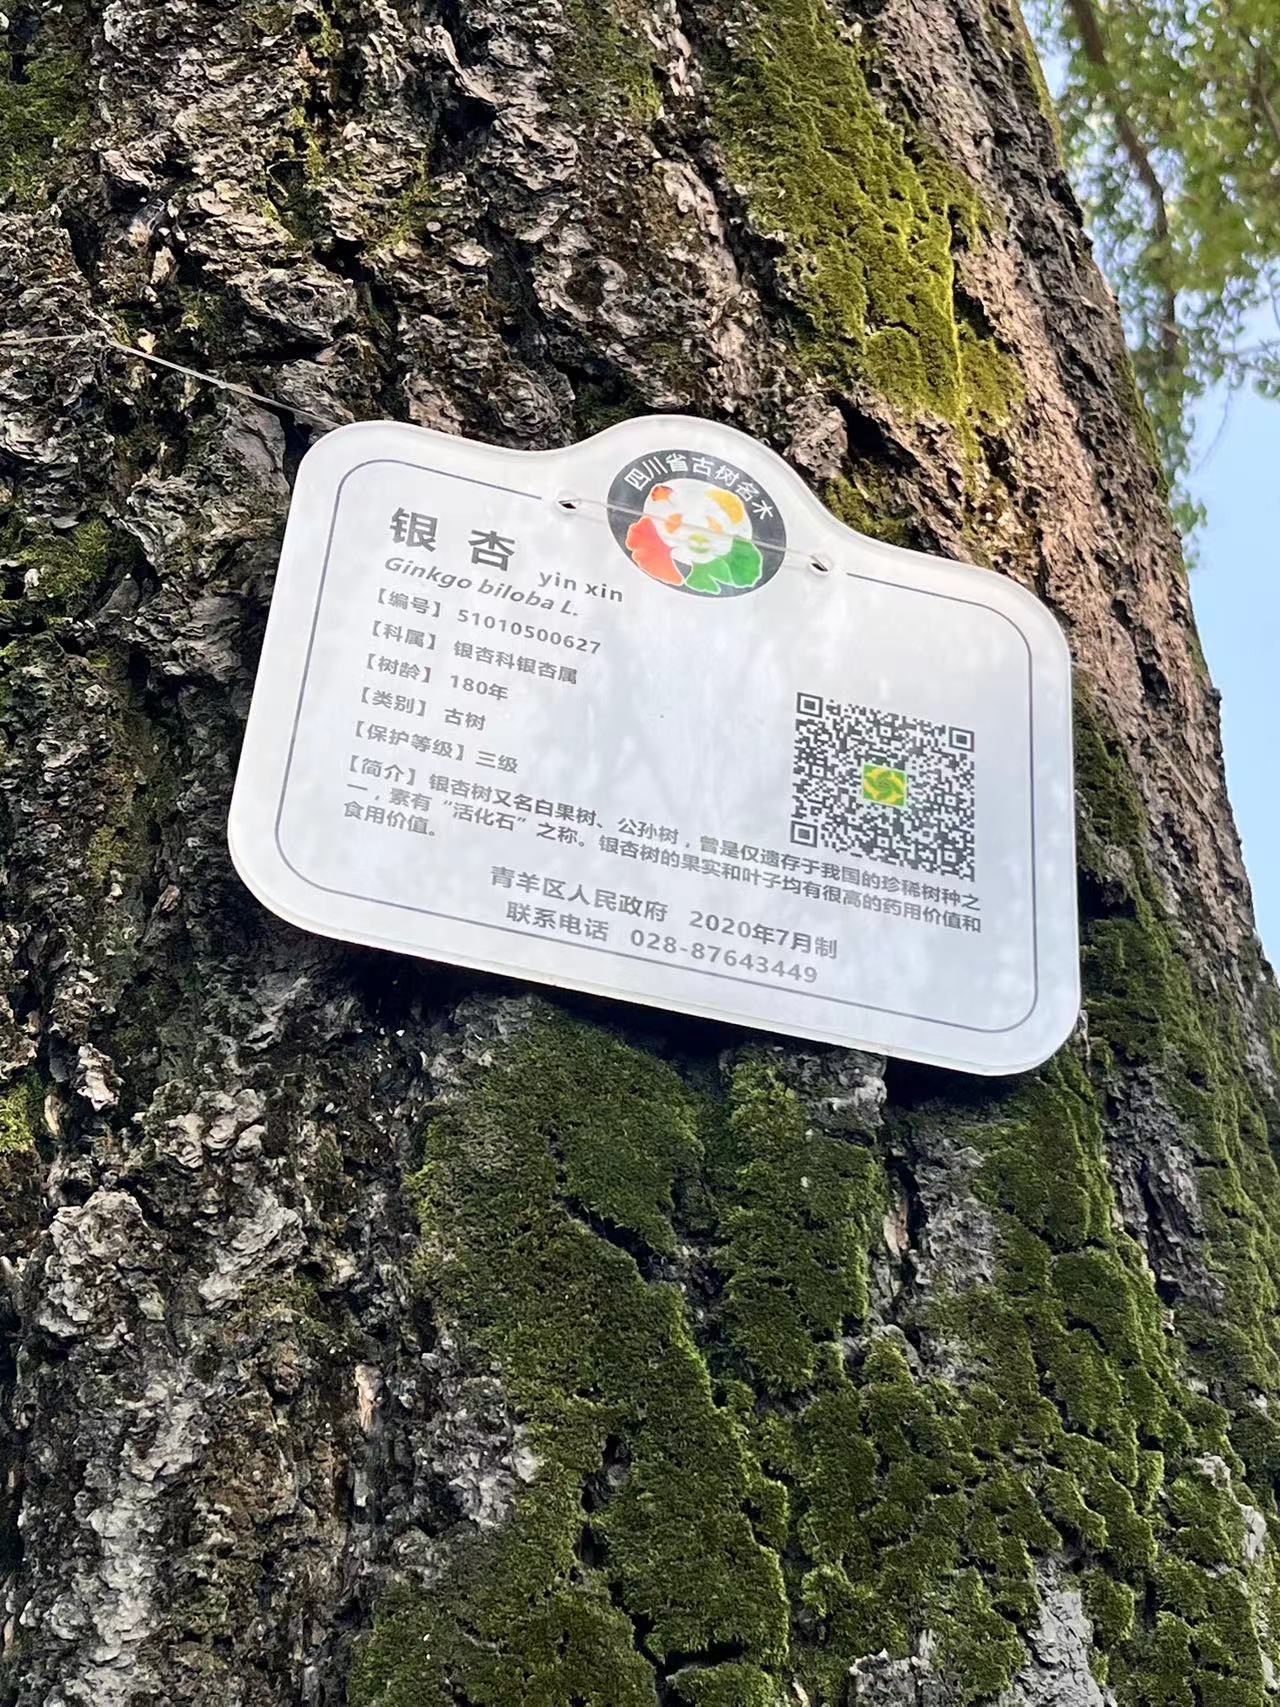 四川省古树名木
银杏 yin xin
Ginkgo biloba L.
【编号】 51010500627
【科属】 银杏科银杏属
【树龄】 180年
【类别】 古树
【保护等级】三级
【简介】银杏树又名白果树、公孙树，曾是仅遗存于我国的珍稀树种之
一，素有“活化石”之称。银杏树的果实和叶子均有很高的药用价值和
食用价值。
青羊区人民政府 2020年7月制
联系电话 028-87643449